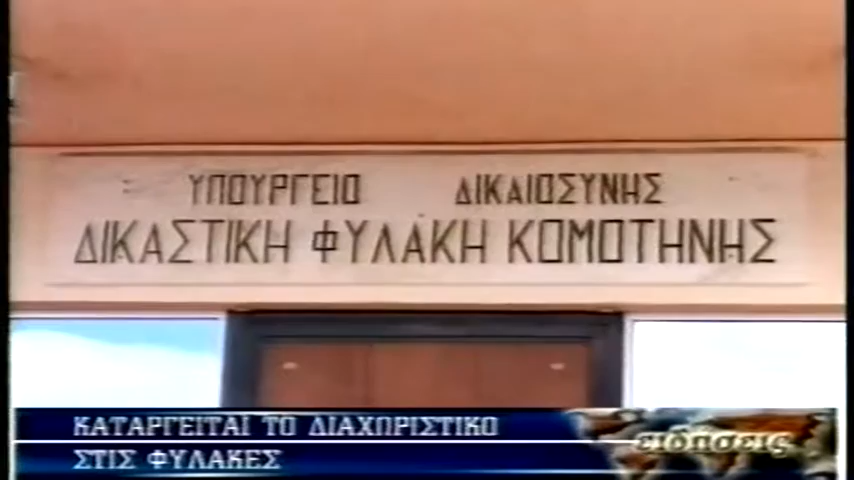 ΥΠΟΥΡΓΕΙΟ ΔΙΚΑΙΟΣΥΝΗΣ
ΔΙΚΑΣΤΙΚΗ ΦΥΛΑΚΗ ΚΟΜΟΤΗΝΗΣ
ΚΑΤΑΡΓΕΙΤΑΙ ΤΟ ΔΙΑΧΩΡΙΣΤΙΚΟ
ΣΤΙΣ ΦΥΛΑΚΕΣ
ειδήσεις